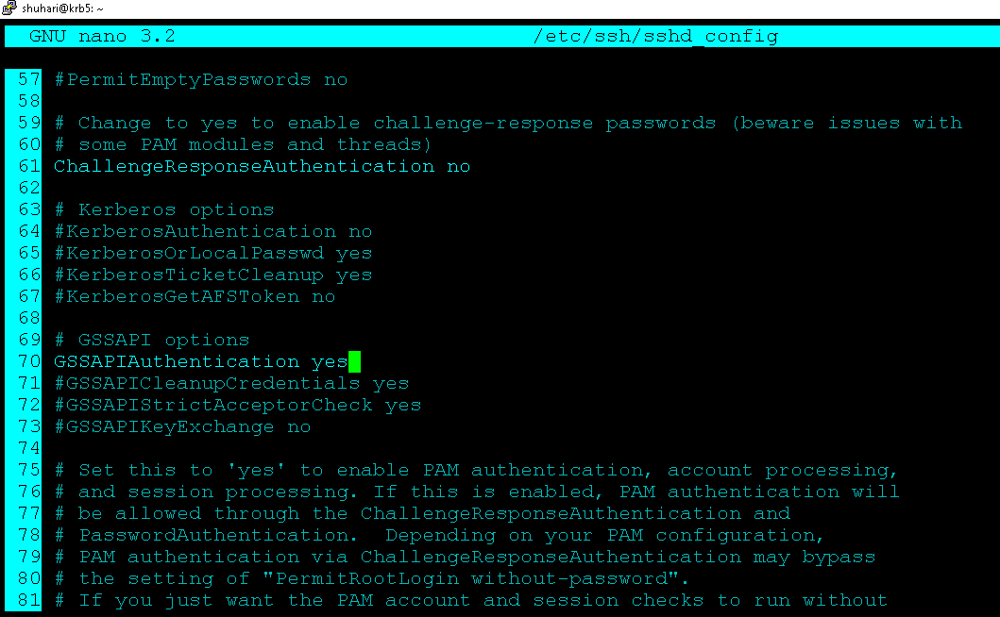 shuhari@krb5: ~
GNU nano 3.2 /etc/ssh/sshd_config
57 #PermitEmptyPasswords no
58
59 # Change to yes to enable challenge-response passwords (beware issues with
60 # some PAM modules and threads)
61 ChallengeResponseAuthentication no
62
63 # Kerberos options
64 #KerberosAuthentication no
65 #KerberosOrLocalPasswd yes
66 #KerberosTicketCleanup yes
67 #KerberosGetAFSToken no
68
69 # GSSAPI options
70 GSSAPIAuthentication yes
71 #GSSAPICleanupCredentials yes
72 #GSSAPIStrictAcceptorCheck yes
73 #GSSAPIKeyExchange no
74
75 # Set this to 'yes' to enable PAM authentication, account processing,
76 # and session processing. If this is enabled, PAM authentication will
77 # be allowed through the ChallengeResponseAuthentication and
78 # PasswordAuthentication.  Depending on your PAM configuration,
79 # PAM authentication via ChallengeResponseAuthentication may bypass
80 # the setting of "PermitRootLogin without-password".
81 # If you just want the PAM account and session checks to run without